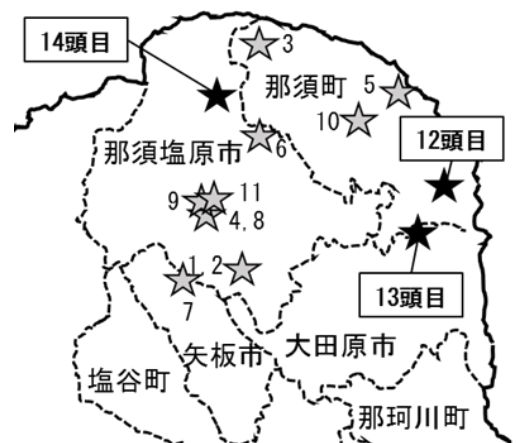 14頭目
3
那須町
5
10
12頭目
那須塩原市
6
9
11
4,8
13頭目
1
2
7
矢板市
大田原市
塩谷町
那珂川町